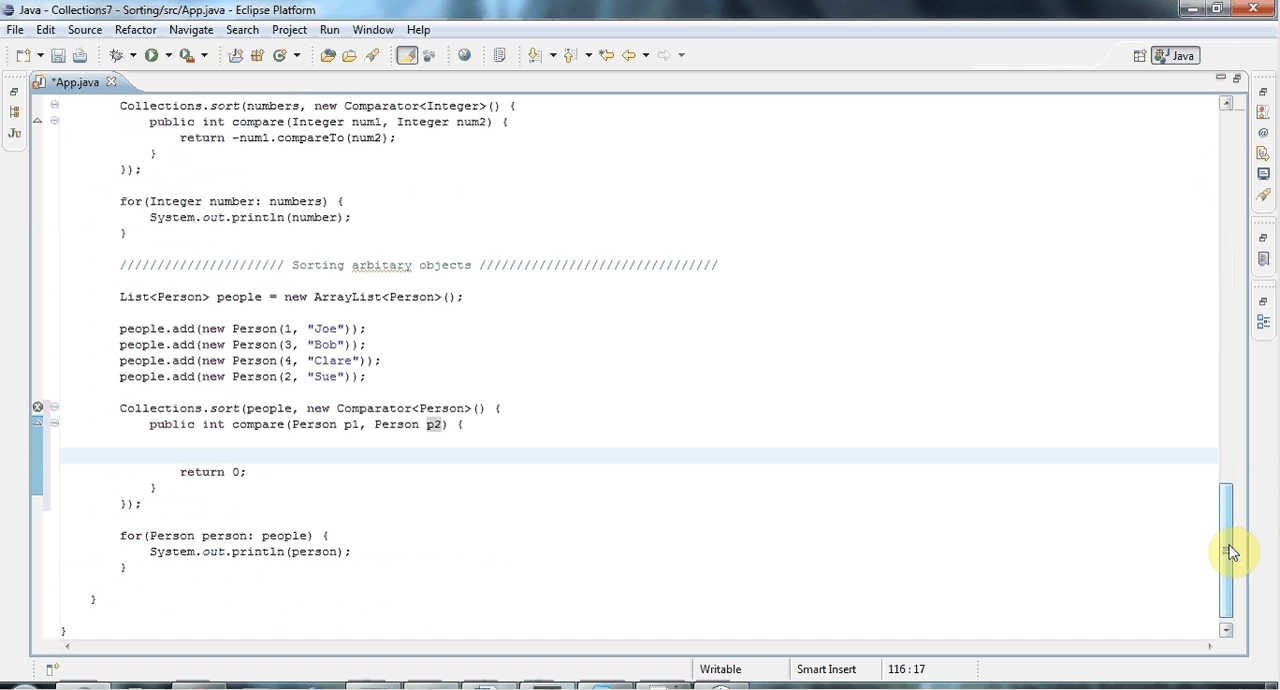 Java - Collections7 - Sorting/src/App.java - Eclipse Platform
File Edit Source Refactor Navigate Search Project Run Window Help
Java
*App.java
Ju
Collections.sort(numbers, new Comparator<Integer>() {
public int compare(Integer num1, Integer num2) {
return -num1.compareTo(num2);
}
});
for(Integer number: numbers) {
System.out.println(number);
}
////////////////////// Sorting arbitary objects ////////////////////////////////
List<Person> people = new ArrayList<Person>();
people.add(new Person(1, "Joe"));
people.add(new Person(3, "Bob"));
people.add(new Person(4, "Clare"));
people.add(new Person(2, "Sue"));
Collections.sort(people, new Comparator<Person>() {
public int compare(Person p1, Person p2) {
return 0;
}
});
for(Person person: people) {
System.out.println(person);
}
}
}
Writable Smart Insert 116 : 17